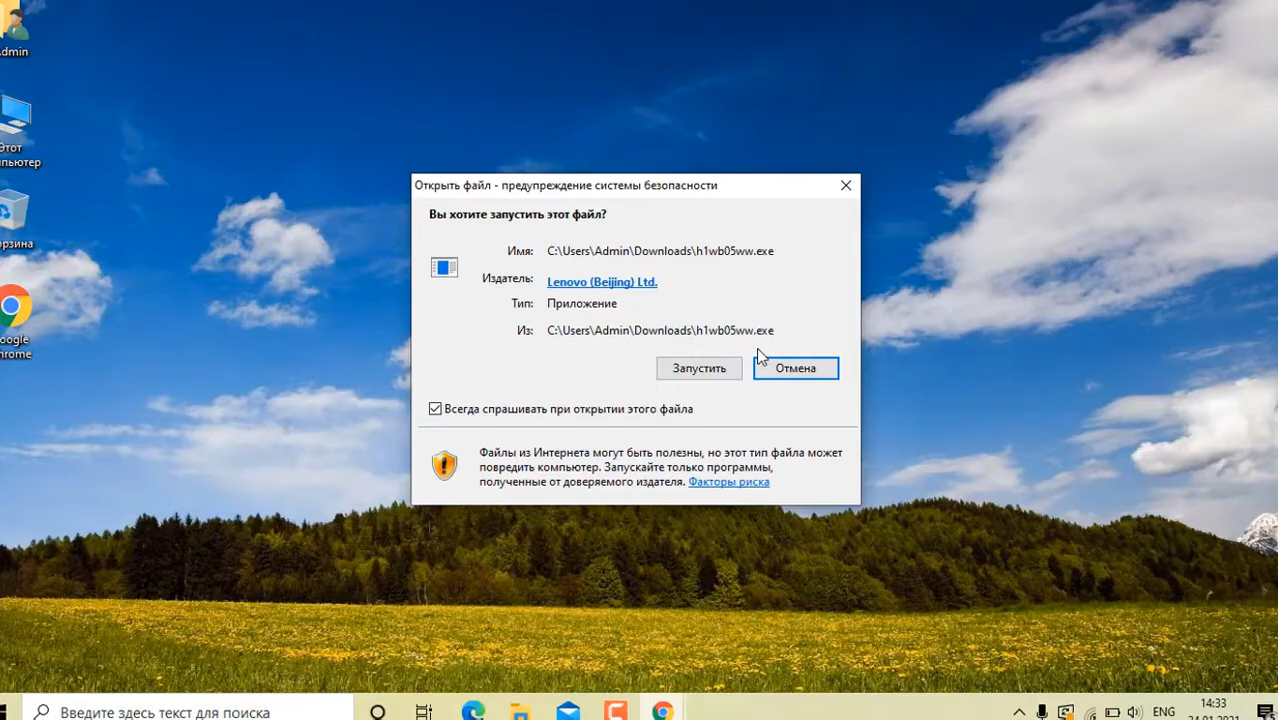 Admin
Этот
компьютер
Корзина
Google
Chrome
Открыть файл - предупреждение системы безопасности
Вы хотите запустить этот файл?
Имя: C:\Users\Admin\Downloads\h1wb05ww.exe
Издатель: Lenovo (Beijing) Ltd.
Тип: Приложение
Из: C:\Users\Admin\Downloads\h1wb05ww.exe
Запустить Отмена
Всегда спрашивать при открытии этого файла
Файлы из Интернета могут быть полезны, но этот тип файла может
повредить компьютер. Запускайте только программы,
полученные от доверяемого издателя. Факторы риска
Введите здесь текст для поиска
ENG
14:33
24.01.2021